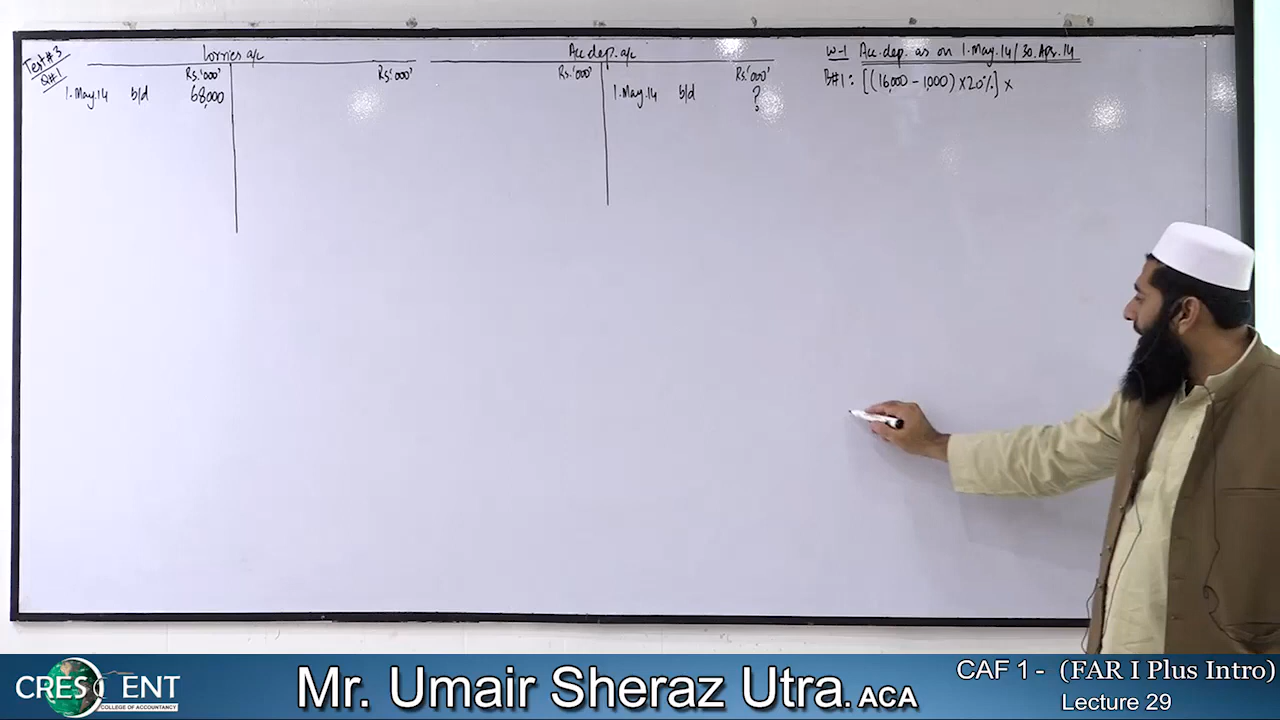 Test#3
Q#1
Lorries a/c
Rs.'000'
Rs.'000'
1.May.14 b/d 68,000
Acc.dep. a/c
Rs.'000'
Rs.'000'
1.May.14 b/d ?
W-1 Acc.dep. as on 1.May.14/30.Apr.14
B#1: [((16,000 - 1,000) x 20%] x
CRESCENT
COLLEGE OF ACCOUNTANCY
Mr. Umair Sheraz Utra. ACA
CAF 1 - (FAR I Plus Intro)
Lecture 29